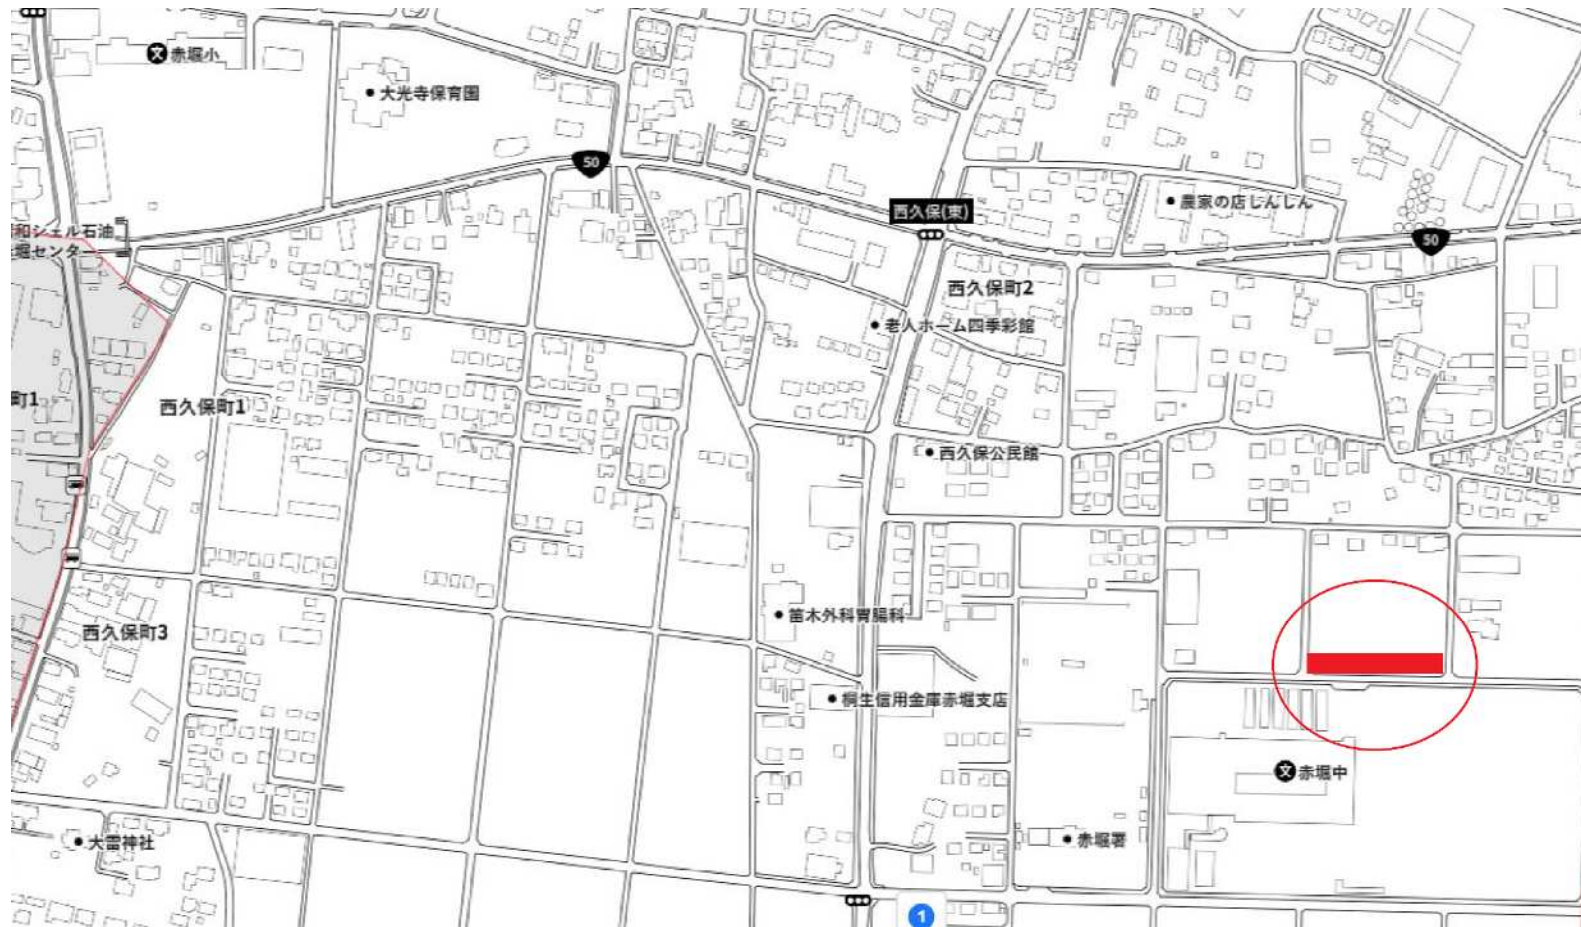 文 赤堀小
大光寺保育園
50
西久保(東)
農家の店しんしん
50
和シェル石油
堀センター
西久保町2
老人ホーム四季彩館
町1
西久保町1
西久保公民館
西久保町3
笛木外科胃腸科
桐生信用金庫赤堀支店
文 赤堀中
大雷神社
赤堀署
1